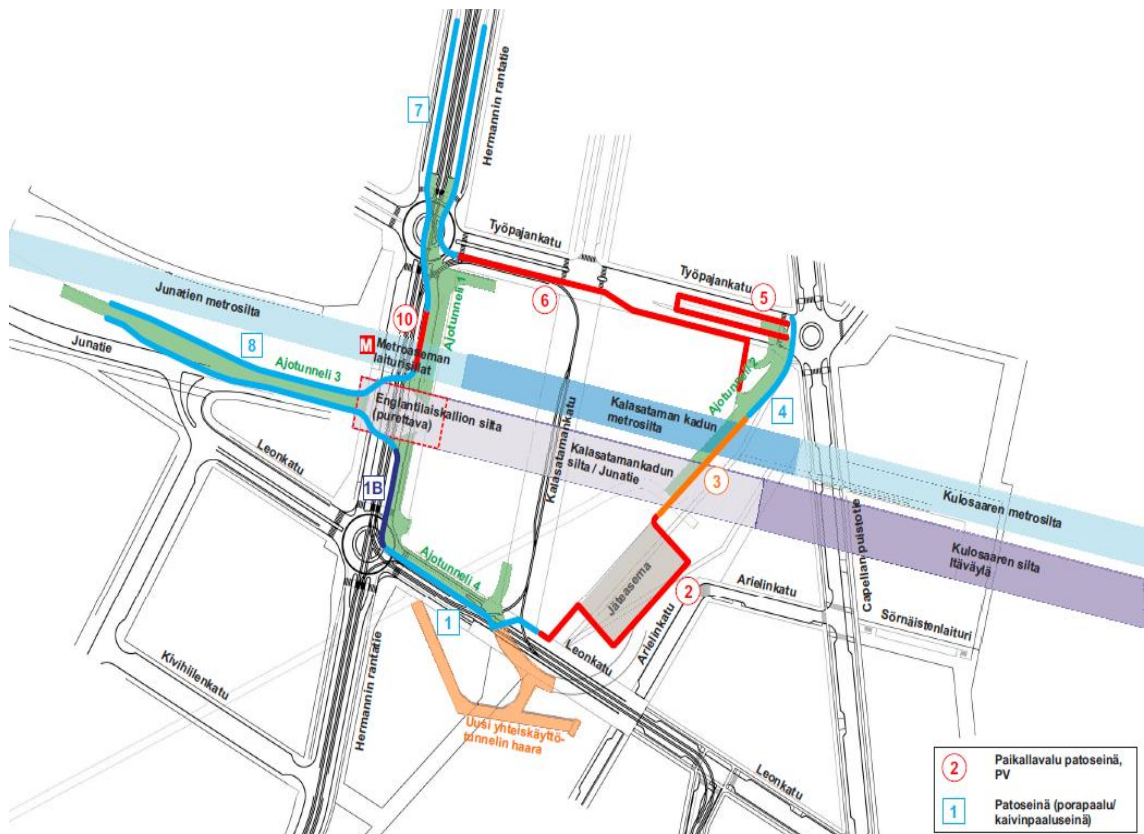 7
Hermannin rantatie
Työpajankatu
Työpajankatu
5
6
Junatien metrosilta
10
Ajotunneli 1
M
Metroaseman
laiturisillat
8
Junatie
Ajotunneli 3
Ajotunneli 2
4
Englantilaiskallion silta
(purettava)
Kalasataman kadun
metrosilta
Kalasatamankatu
Kalasatamankadun
silta / Junatie
3
Leonkatu
1B
Kulosaaren metrosilta
Kulosaaren silta
Itäväylä
Capellan puistotie
Ajotunneli 4
Jäteasema
2
Arielinkatu
Arielinkatu
Sörnäistenlaituri
1
Leonkatu
Kivihiilenkatu
Hermannin rantatie
Uusi yhteiskäyttö-
tunnelin haara
Leonkatu
2 Paikallavalu patoseinä,
PV
1 Patoseinä (porapaalu/
kaivinpaaluseinä)